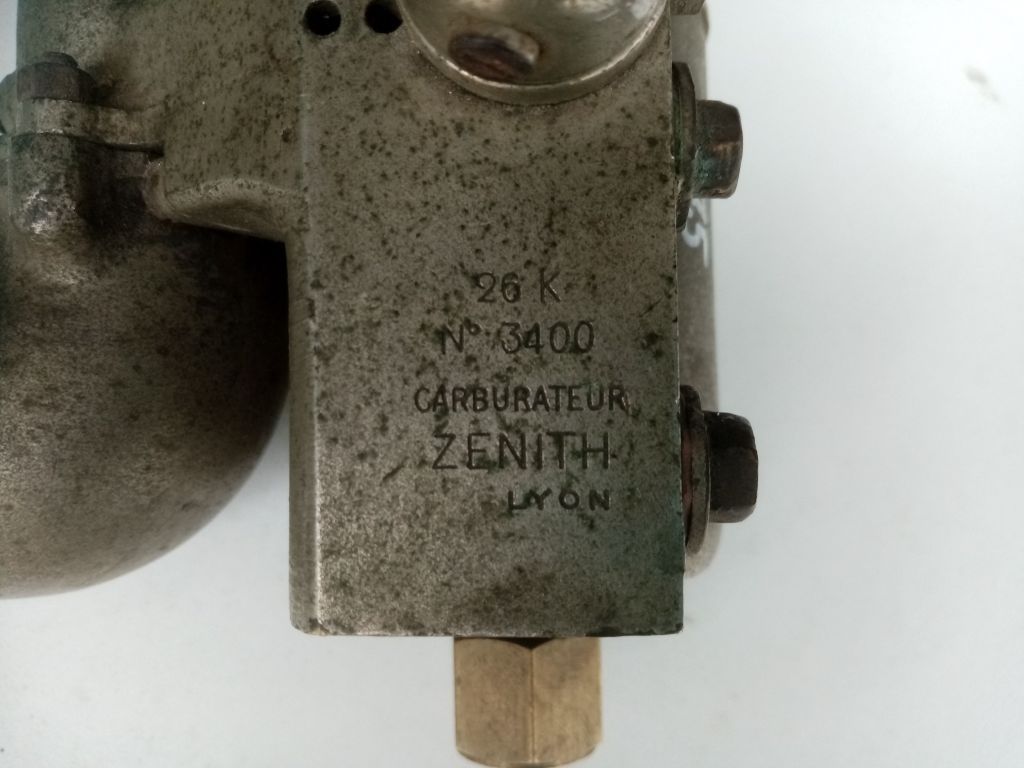 26 K
N° 3400
CARBURATEUR
ZENITH
LYON